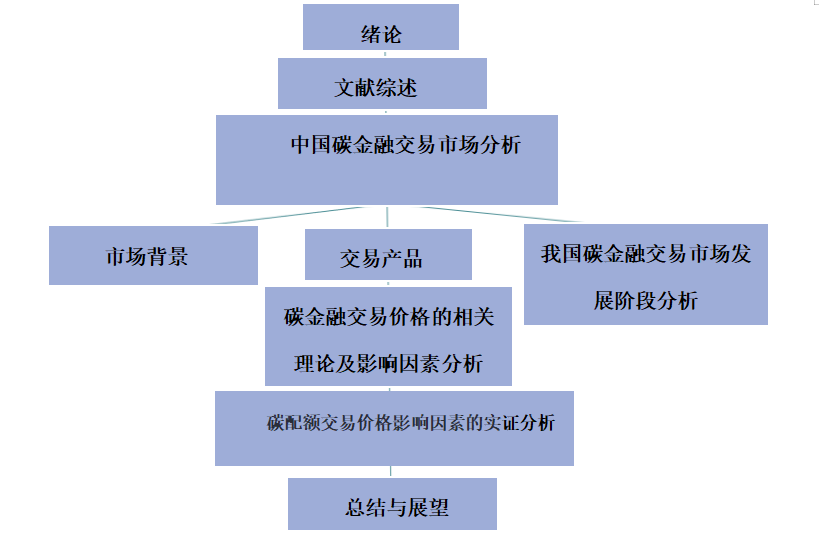 绪论
文献综述
中国碳金融交易市场分析
市场背景
交易产品
我国碳金融交易市场发
展阶段分析
碳金融交易价格的相关
理论及影响因素分析
碳配额交易价格影响因素的实证分析
总结与展望